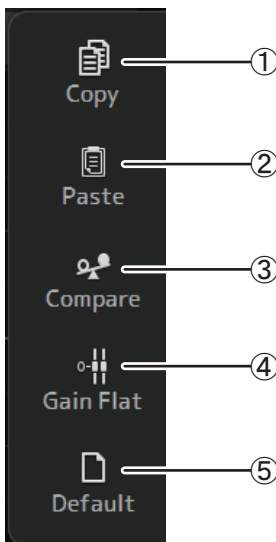 Copy ①
Paste ②
Compare ③
Gain Flat ④
Default ⑤